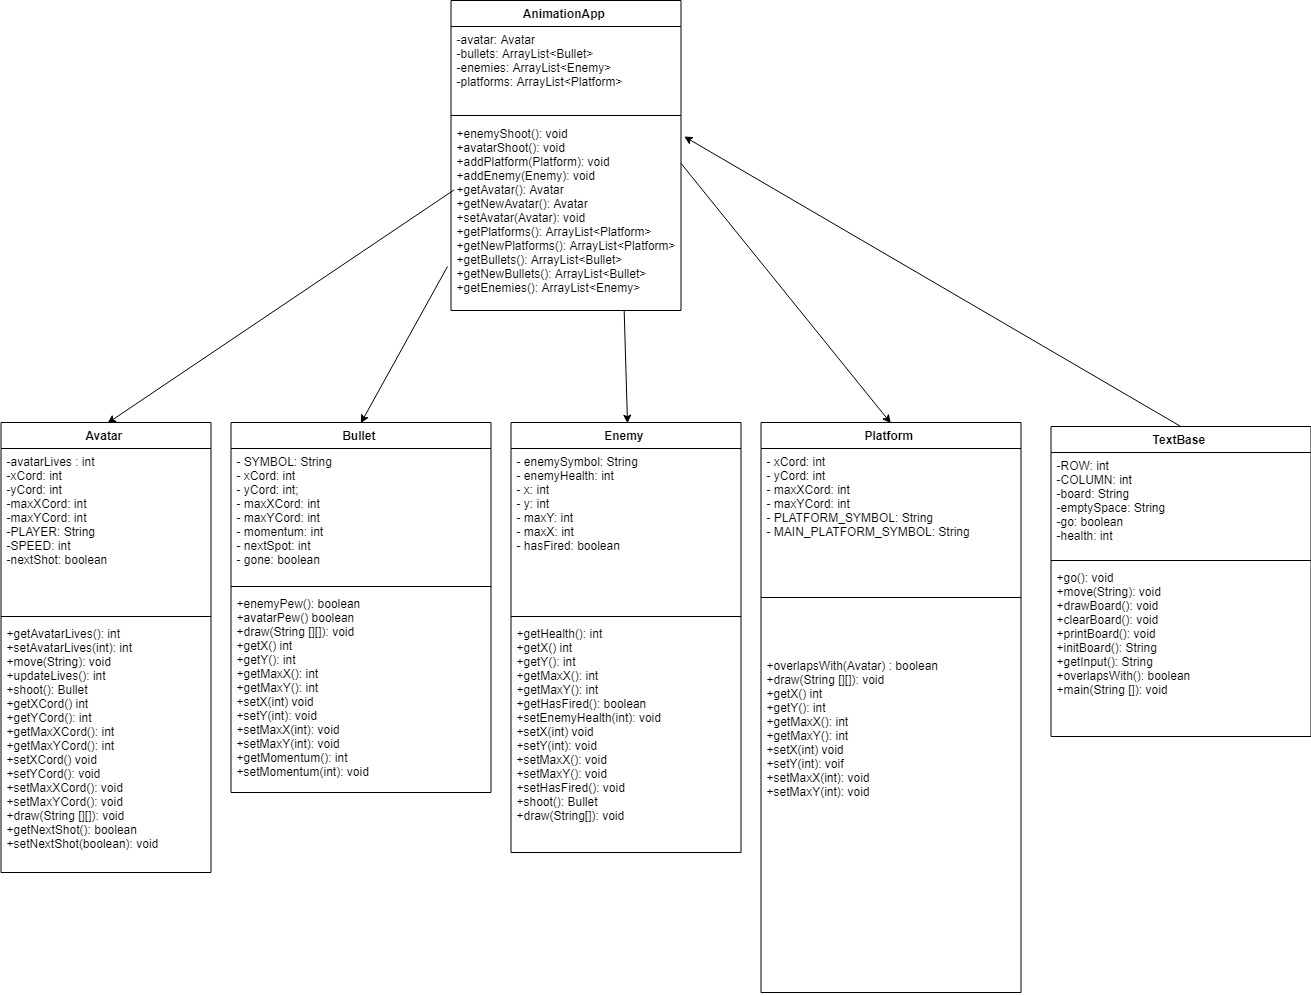 AnimationApp
-avatar: Avatar
-bullets: ArrayList<Bullet>
-enemies: ArrayList<Enemy>
-platforms: ArrayList<Platform>
+enemyShoot(): void
+avatarShoot(): void
+addPlatform(Platform): void
+addEnemy(Enemy): void
+getAvatar(): Avatar
+getNewAvatar(): Avatar
+setAvatar(Avatar): void
+getPlatforms(): ArrayList<Platform>
+getNewPlatforms(): ArrayList<Platform>
+getBullets(): ArrayList<Bullet>
+getNewBullets(): ArrayList<Bullet>
+getEnemies(): ArrayList<Enemy>
Avatar
-avatarLives : int
-xCord: int
-yCord: int
-maxXCord: int
-maxYCord: int
-PLAYER: String
-SPEED: int
-nextShot: boolean
+getAvatarLives(): int
+setAvatarLives(int): int
+move(String): void
+updateLives(): int
+shoot(): Bullet
+getXCord() int
+getYCord(): int
+getMaxXCord(): int
+getMaxYCord(): int
+setXCord() void
+setYCord(): void
+setMaxXCord(): void
+setMaxYCord(): void
+draw(String [][]): void
+getNextShot(): boolean
+setNextShot(boolean): void
Bullet
- SYMBOL: String
- xCord: int
- yCord: int;
- maxXCord: int
- maxYCord: int
- momentum: int
- nextSpot: int
- gone: boolean
+enemyPew(): boolean
+avatarPew() boolean
+draw(String [][]): void
+getX() int
+getY(): int
+getMaxX(): int
+getMaxY(): int
+setX(int) void
+setY(int): void
+setMaxX(int): void
+setMaxY(int): void
+getMomentum(): int
+setMomentum(int): void
Enemy
- enemySymbol: String
- enemyHealth: int
- x: int
- y: int
- maxY: int
- maxX: int
- hasFired: boolean
+getHealth(): int
+getX() int
+getY(): int
+getMaxX(): int
+getMaxY(): int
+getHasFired(): boolean
+setEnemyHealth(int): void
+setX(int) void
+setY(int): void
+setMaxX(): void
+setMaxY(): void
+setHasFired(): void
+shoot(): Bullet
+draw(String[]): void
Platform
- xCord: int
- yCord: int
- maxXCord: int
- maxYCord: int
- PLATFORM_SYMBOL: String
- MAIN_PLATFORM_SYMBOL: String
+overlapsWith(Avatar) : boolean
+draw(String [][]): void
+getX() int
+getY(): int
+getMaxX(): int
+getMaxY(): int
+setX(int) void
+setY(int): voif
+setMaxX(int): void
+setMaxY(int): void
TextBase
-ROW: int
-COLUMN: int
-board: String
-emptySpace: String
-go: boolean
-health: int
+go(): void
+move(String): void
+drawBoard(): void
+clearBoard(): void
+printBoard(): void
+initBoard(): String
+getInput(): String
+overlapsWith(): boolean
+main(String []): void